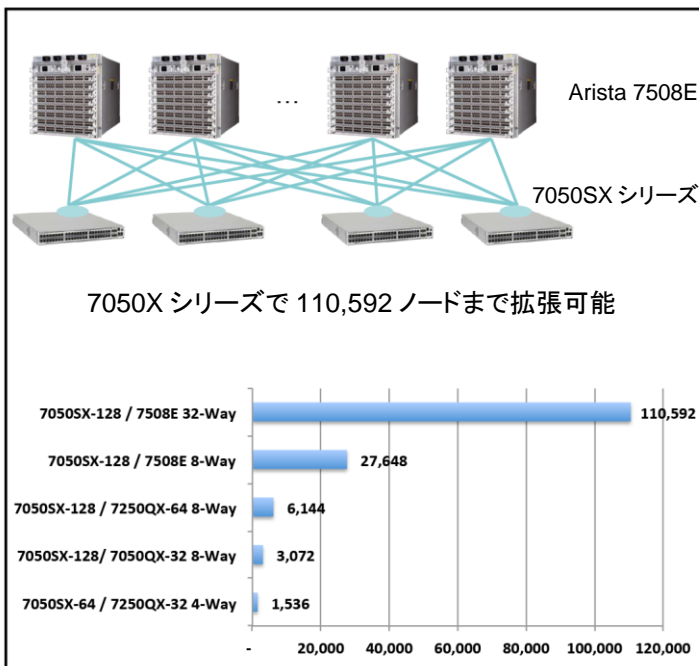 ...
Arista 7508E
7050SX シリーズ
7050X シリーズで 110,592 ノードまで拡張可能
7050SX-128 / 7508E 32-Way
110,592
7050SX-128 / 7508E 8-Way
27,648
7050SX-128 / 7250QX-64 8-Way
6,144
7050SX-128/ 7050QX-32 8-Way
3,072
7050SX-64 / 7250QX-32 4-Way
1,536
- 20,000 40,000 60,000 80,000 100,000 120,000